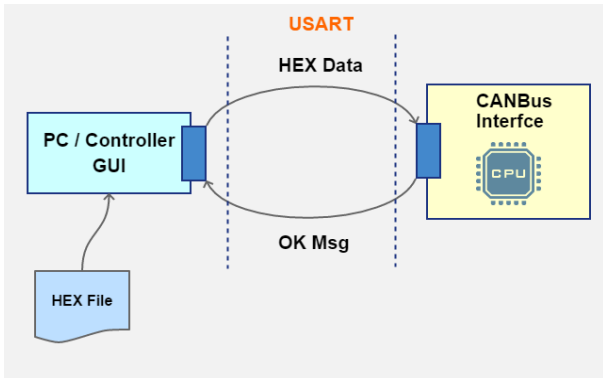 USART
HEX Data
PC / Controller
GUI
CANBus
Interfce
CPU
OK Msg
HEX File